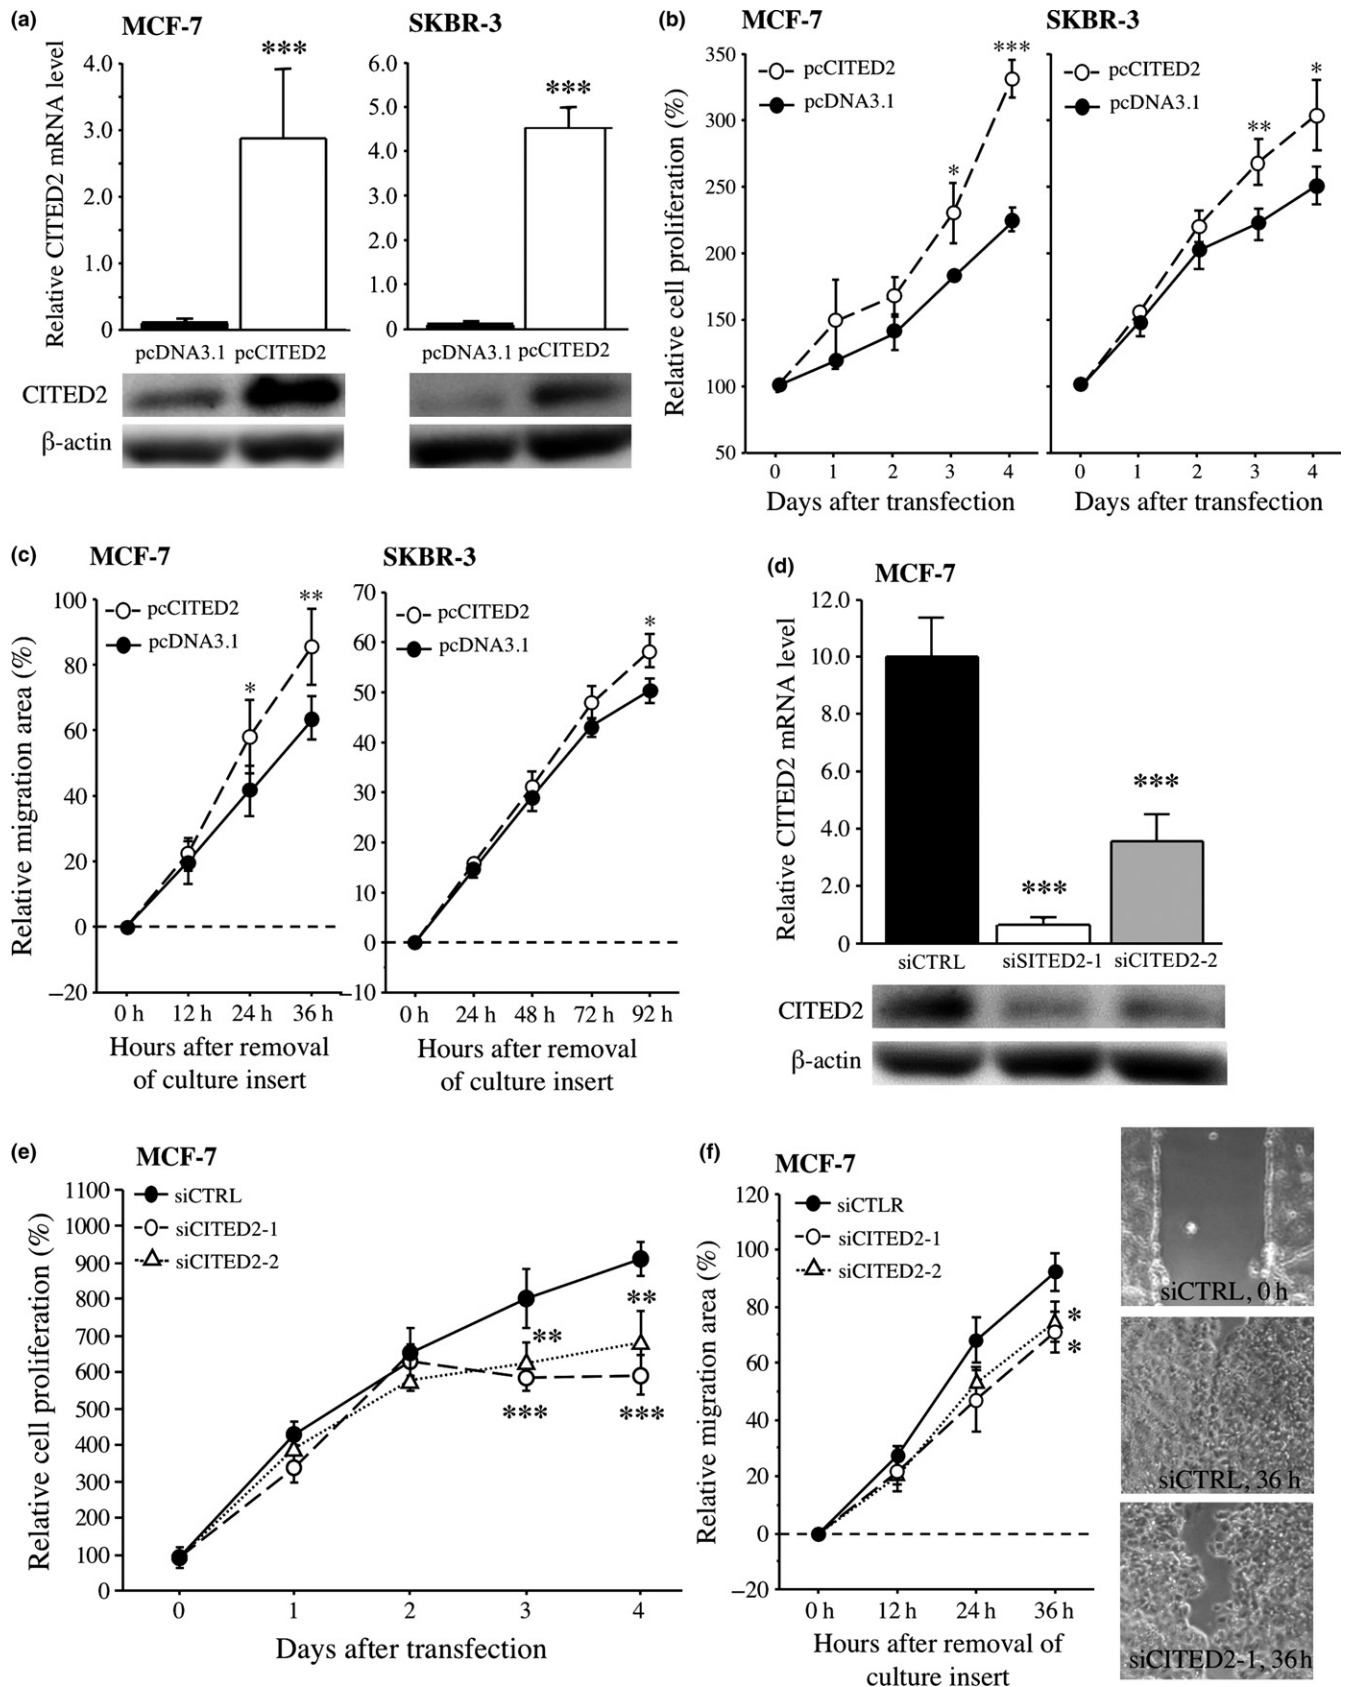 (a)
MCF-7
SKBR-3
Relative CITED2 mRNA level
4.0
3.0
2.0
1.0
0
***
pcDNA3.1 pcCITED2
6.0
5.0
4.0
3.0
2.0
1.0
0
***
pcDNA3.1 pcCITED2
CITED2
β-actin
(b)
MCF-7
SKBR-3
Relative cell proliferation (%)
350
300
250
200
150
100
50
pcCITED2
pcDNA3.1
*
***
0 1 2 3 4
Days after transfection
pcCITED2
pcDNA3.1
**
*
0 1 2 3 4
Days after transfection
(c)
MCF-7
SKBR-3
Relative migration area (%)
100
80
60
40
20
0
–20
pcCITED2
pcDNA3.1
*
**
0 h 12 h 24 h 36 h
Hours after removal
of culture insert
70
60
50
40
30
20
10
0
–10
pcCITED2
pcDNA3.1
*
0 h 24 h 48 h 72 h 92 h
Hours after removal
of culture insert
(d)
MCF-7
Relative CITED2 mRNA level
12.0
10.0
8.0
6.0
4.0
2.0
0
***
***
siCTRL siSITED2-1 siCITED2-2
CITED2
β-actin
(e)
MCF-7
Relative cell proliferation (%)
1100
1000
900
800
700
600
500
400
300
200
100
0
siCTRL
siCITED2-1
siCITED2-2
**
**
***
***
0 1 2 3 4
Days after transfection
(f)
MCF-7
Relative migration area (%)
120
100
80
60
40
20
0
–20
siCTLR
siCITED2-1
siCITED2-2
*
*
0 h 12 h 24 h 36 h
Hours after removal of
culture insert
siCTRL, 0 h
siCTRL, 36 h
siCITED2-1, 36 h